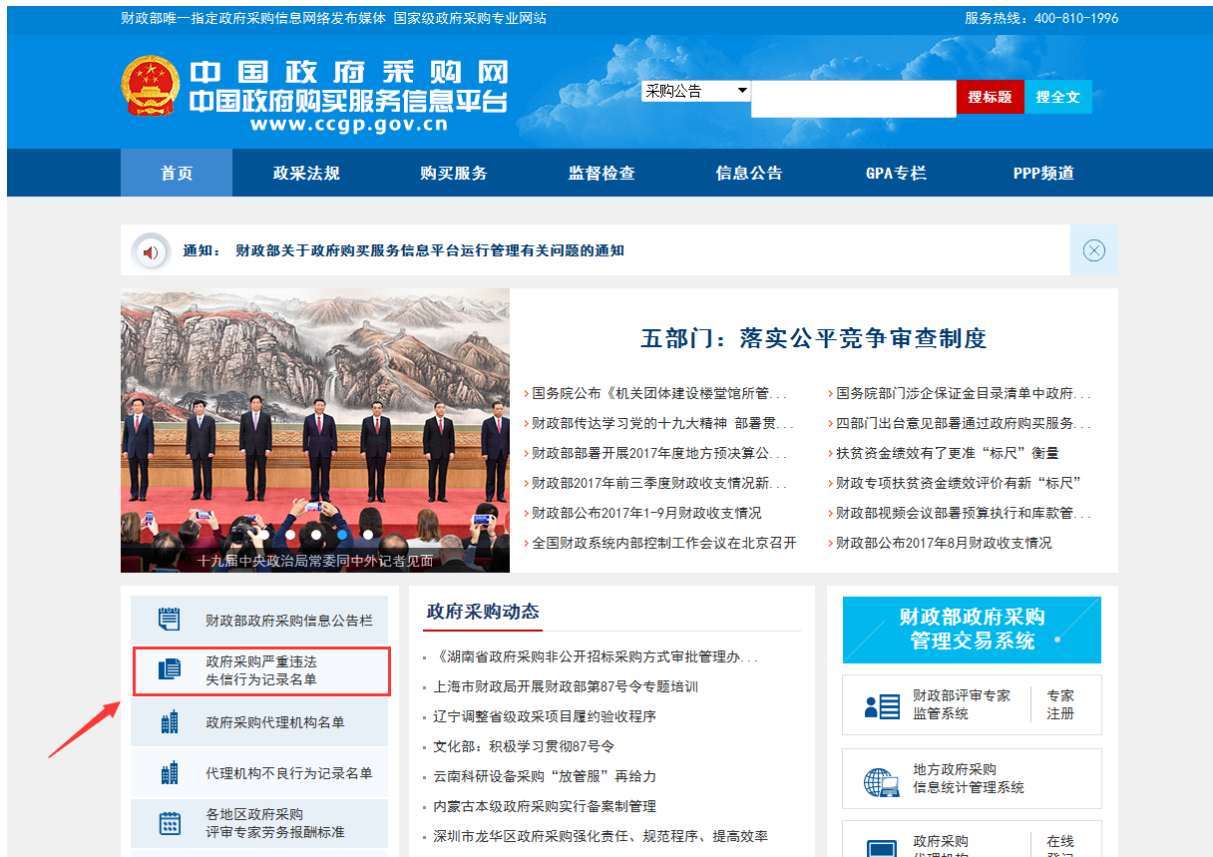 财政部唯一指定政府采购信息网络发布媒体 国家级政府采购专业网站
服务热线：400-810-1996
中国政府采购网
中国政府购买服务信息平台
www.ccgp.gov.cn
采购公告
搜标题
搜全文
首页
政采法规
购买服务
监督检查
信息公告
GPA专栏
PPP频道
通知： 财政部关于政府购买服务信息平台运行管理有关问题的通知
十九届中央政治局常委同中外记者见面
五部门：落实公平竞争审查制度
国务院公布《机关团体建设楼堂馆所管...
财政部传达学习党的十九大精神 部署贯...
财政部部署开展2017年度地方预决算公...
财政部2017年前三季度财政收支情况新...
财政部公布2017年1-9月财政收支情况
全国财政系统内部控制工作会议在北京召开
国务院部门涉企保证金目录清单中政府...
四部门出台意见部署通过政府购买服务...
扶贫资金绩效有了更准“标尺”衡量
财政专项扶贫资金绩效评价有新“标尺”
财政部视频会议部署预算执行和库款管...
财政部公布2017年8月财政收支情况
财政部政府采购信息公告栏
政府采购严重违法
失信行为记录名单
政府采购代理机构名单
代理机构不良行为记录名单
各地区政府采购
评审专家劳务报酬标准
政府采购动态
《湖南省政府采购非公开招标采购方式审批管理办...
上海市财政局开展财政部第87号令专题培训
辽宁调整省级政采项目履约验收程序
文化部：积极学习贯彻87号令
云南科研设备采购“放管服”再给力
内蒙古本级政府采购实行备案制管理
深圳市龙华区政府采购强化责任、规范程序、提高效率
财政部政府采购
管理交易系统
财政部评审专家
监管系统
专家
注册
地方政府采购
信息统计管理系统
政府采购
在线